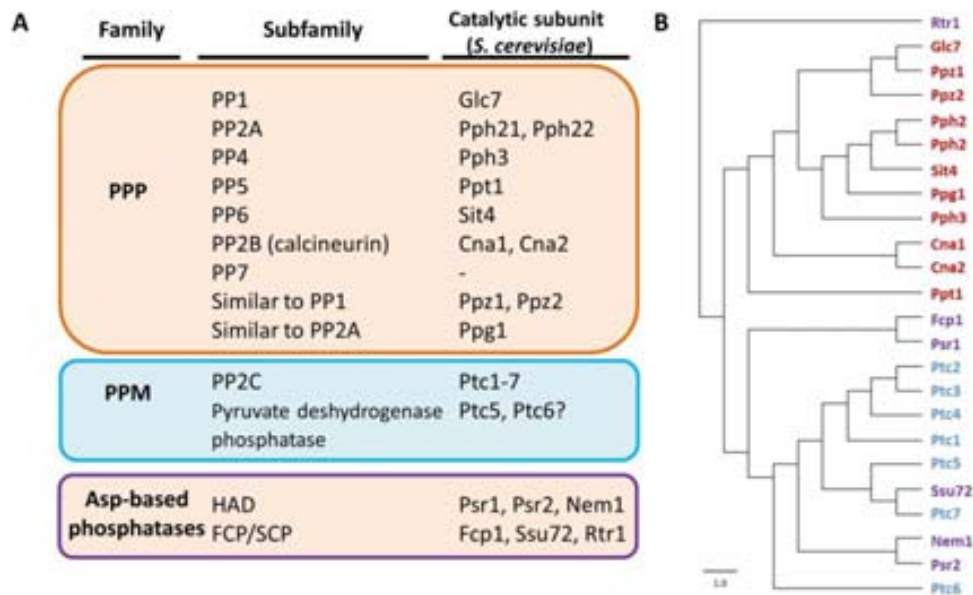 A
Family Subfamily Catalytic subunit
(S. cerevisiae)
PPP
PP1 Glc7
PP2A Pph21, Pph22
PP4 Pph3
PP5 Ppt1
PP6 Sit4
PP2B (calcineurin) Cna1, Cna2
PP7 -
Similar to PP1 Ppz1, Ppz2
Similar to PP2A Ppg1
PPM
PP2C Ptc1-7
Pyruvate deshydrogenase Ptc5, Ptc6?
phosphatase
Asp-based
phosphatases
HAD Psr1, Psr2, Nem1
FCP/SCP Fcp1, Ssu72, Rtr1
B
Rtr1
Glc7
Ppz1
Ppz2
Pph2
Pph2
Sit4
Ppg1
Pph3
Cna1
Cna2
Ppt1
Fcp1
Psr1
Ptc2
Ptc3
Ptc4
Ptc1
Ptc5
Ssu72
Ptc7
Nem1
Psr2
Ptc6